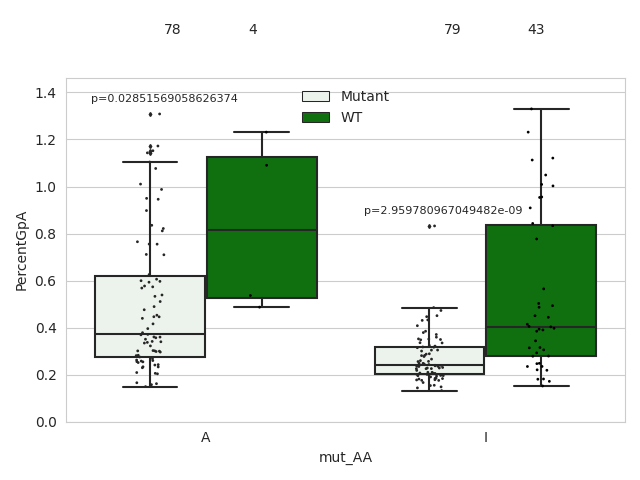 78 4 79 43
1.4
1.2
1.0
0.8
0.6
0.4
0.2
0.0
PercentGpA
p=0.02851569058626374
Mutant
WT
p=2.959780967049482e-09
A I
mut_AA